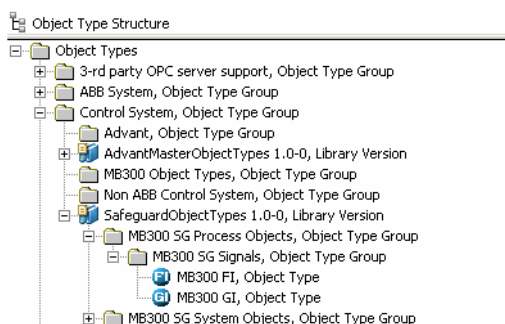 Object Type Structure
Object Types
3-rd party OPC server support, Object Type Group
ABB System, Object Type Group
Control System, Object Type Group
Advant, Object Type Group
AdvantMasterObjectTypes 1.0-0, Library Version
MB300 Object Types, Object Type Group
Non ABB Control System, Object Type Group
SafeguardObjectTypes 1.0-0, Library Version
MB300 SG Process Objects, Object Type Group
MB300 SG Signals, Object Type Group
FI MB300 FI, Object Type
GI MB300 GI, Object Type
MB300 SG System Objects, Object Type Group